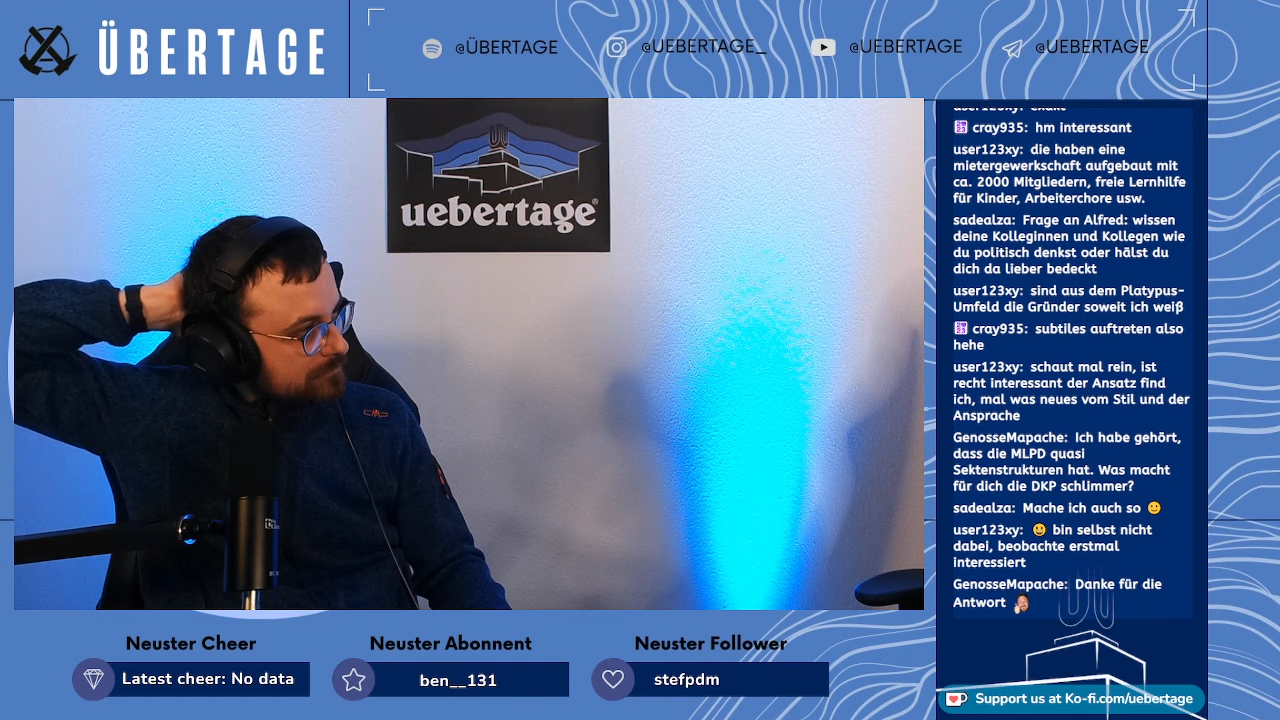 ÜBERTAGE
@ÜBERTAGE
@UEBERTAGE_
@UEBERTAGE
@UEBERTAGE
uebertage®
user123xy: exakt
cray935: hm interessant
user123xy: die haben eine
mietergewerkschaft aufgebaut mit
ca. 2000 Mitgliedern, freie Lernhilfe
für Kinder, Arbeiterchore usw.
sadealza: Frage an Alfred: wissen
deine Kolleginnen und Kollegen wie
du politisch denkst oder hälst du
dich da lieber bedeckt
user123xy: sind aus dem Platypus-
Umfeld die Gründer soweit ich weiß
cray935: subtiles auftreten also
hehe
user123xy: schaut mal rein, ist
recht interessant der Ansatz find
ich, mal was neues vom Stil und der
Ansprache
GenosseMapache: Ich habe gehört,
dass die MLPD quasi
Sektenstrukturen hat. Was macht
für dich die DKP schlimmer?
sadealza: Mache ich auch so 🙂
user123xy: 😀 bin selbst nicht
dabei, beobachte erstmal
interessiert
GenosseMapache: Danke für die
Antwort
Neuster Cheer
Latest cheer: No data
Neuster Abonnent
ben__131
Neuster Follower
stefpdm
Support us at Ko-fi.com/uebertage